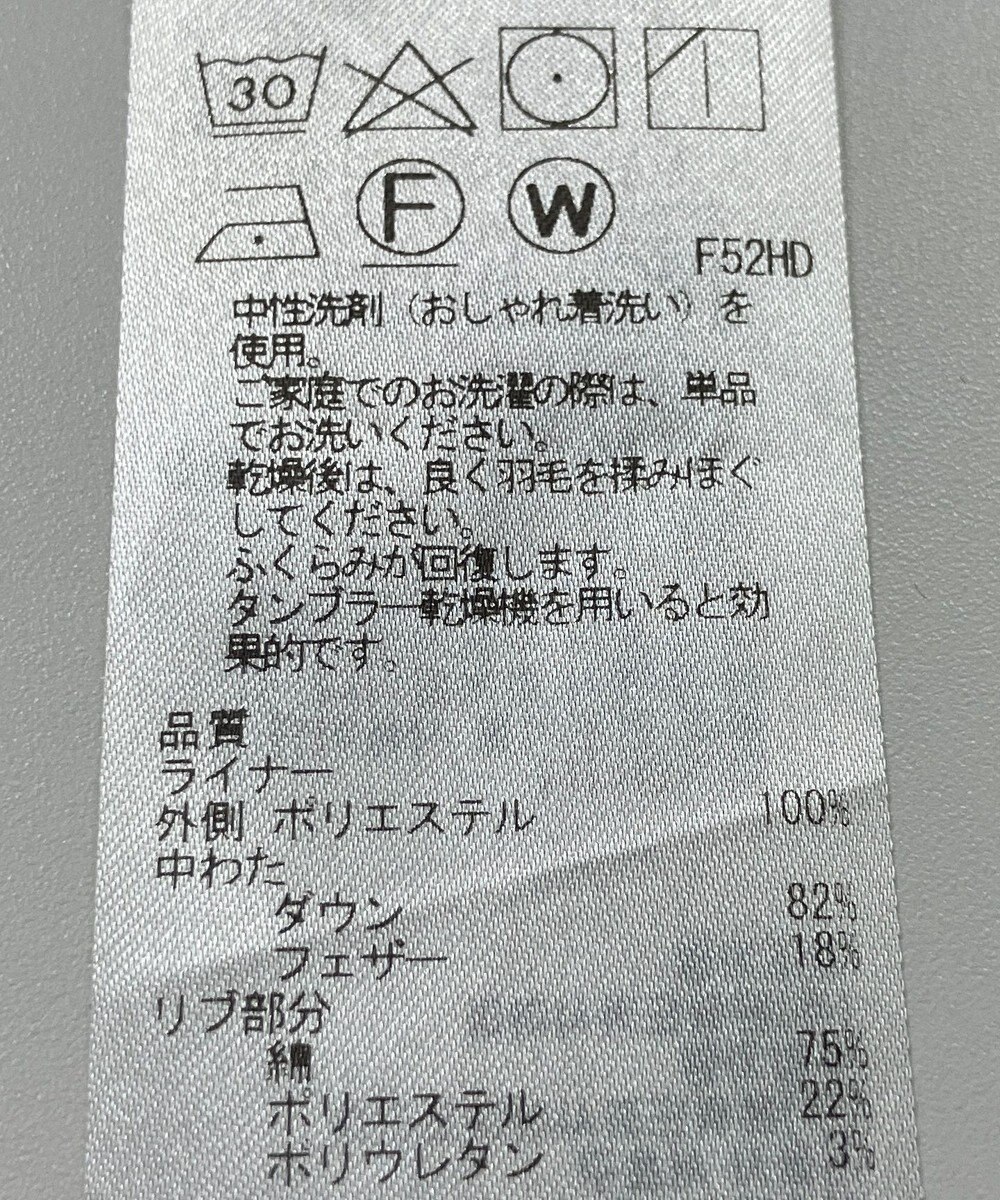 30
F W
F52HD
中性洗剤（おしゃれ着洗い）を
使用。
ご家庭でのお洗濯の際は、単品
でお洗いください。
乾燥後は、良く羽毛を揉みほぐ
してください。
ふくらみが回復します。
タンブラー乾燥機を用いると効
果的です。
品質
ライナー
外側 ポリエステル 100%
中わた
ダウン 82%
フェザー 18%
リブ部分
綿 75%
ポリエステル 22%
ポリウレタン 3%